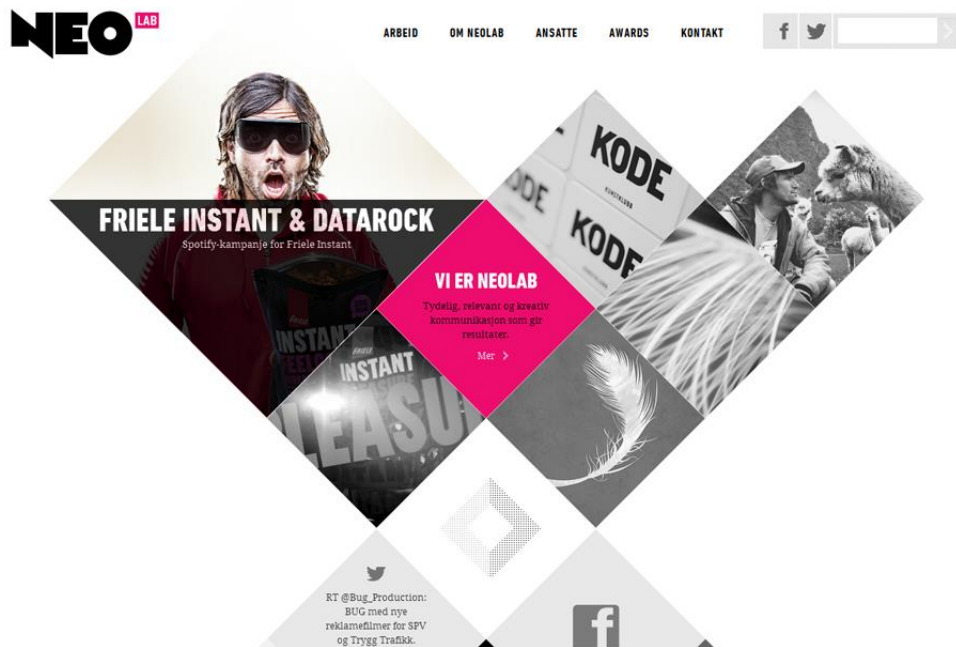 NEO LAB
ARBEID OM NEOLAB ANSATTE AWARDS KONTAKT
FRIELE INSTANT & DATAROCK
Spotify-kampanje for Friele Instant
KODE
KUNSTKLUBB
KODE
VI ER NEOLAB
Tydelig, relevant og kreativ
kommunikasjon som gir
resultater.
Mer
INSTANT
FRIELE
INSTANT
RT @Bug_Production:
BUG med nye
reklamefilmer for SPV
og Trygg Trafikk.